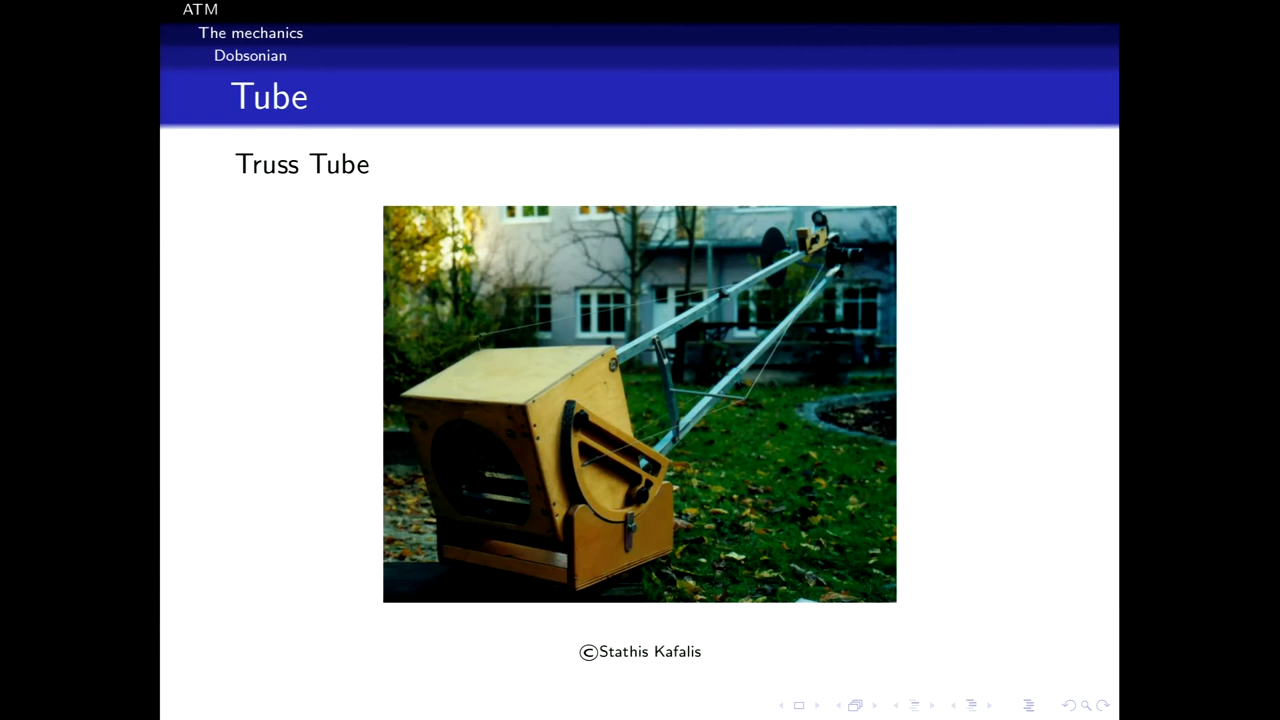 ATM
The mechanics
Dobsonian
Tube
Truss Tube
©Stathis Kafalis